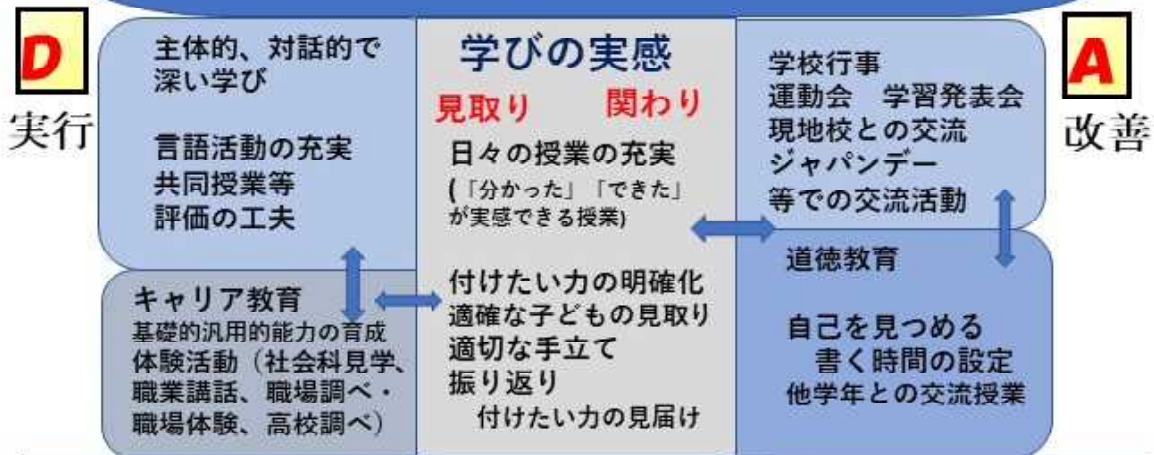 D
実行
主体的、対話的で
深い学び
言語活動の充実
共同授業等
評価の工夫
キャリア教育
基礎的汎用的能力の育成
体験活動（社会科見学、
職業講話、職場調べ・
職場体験、高校調べ）
学びの実感
見取り　関わり
日々の授業の充実
(「分かった」「できた」
が実感できる授業)
付けたい力の明確化
適確な子どもの見取り
適切な手立て
振り返り
付けたい力の見届け
学校行事
運動会　学習発表会
現地校との交流
ジャパンデー
等での交流活動
道徳教育
自己を見つめる
書く時間の設定
他学年との交流授業
A
改善